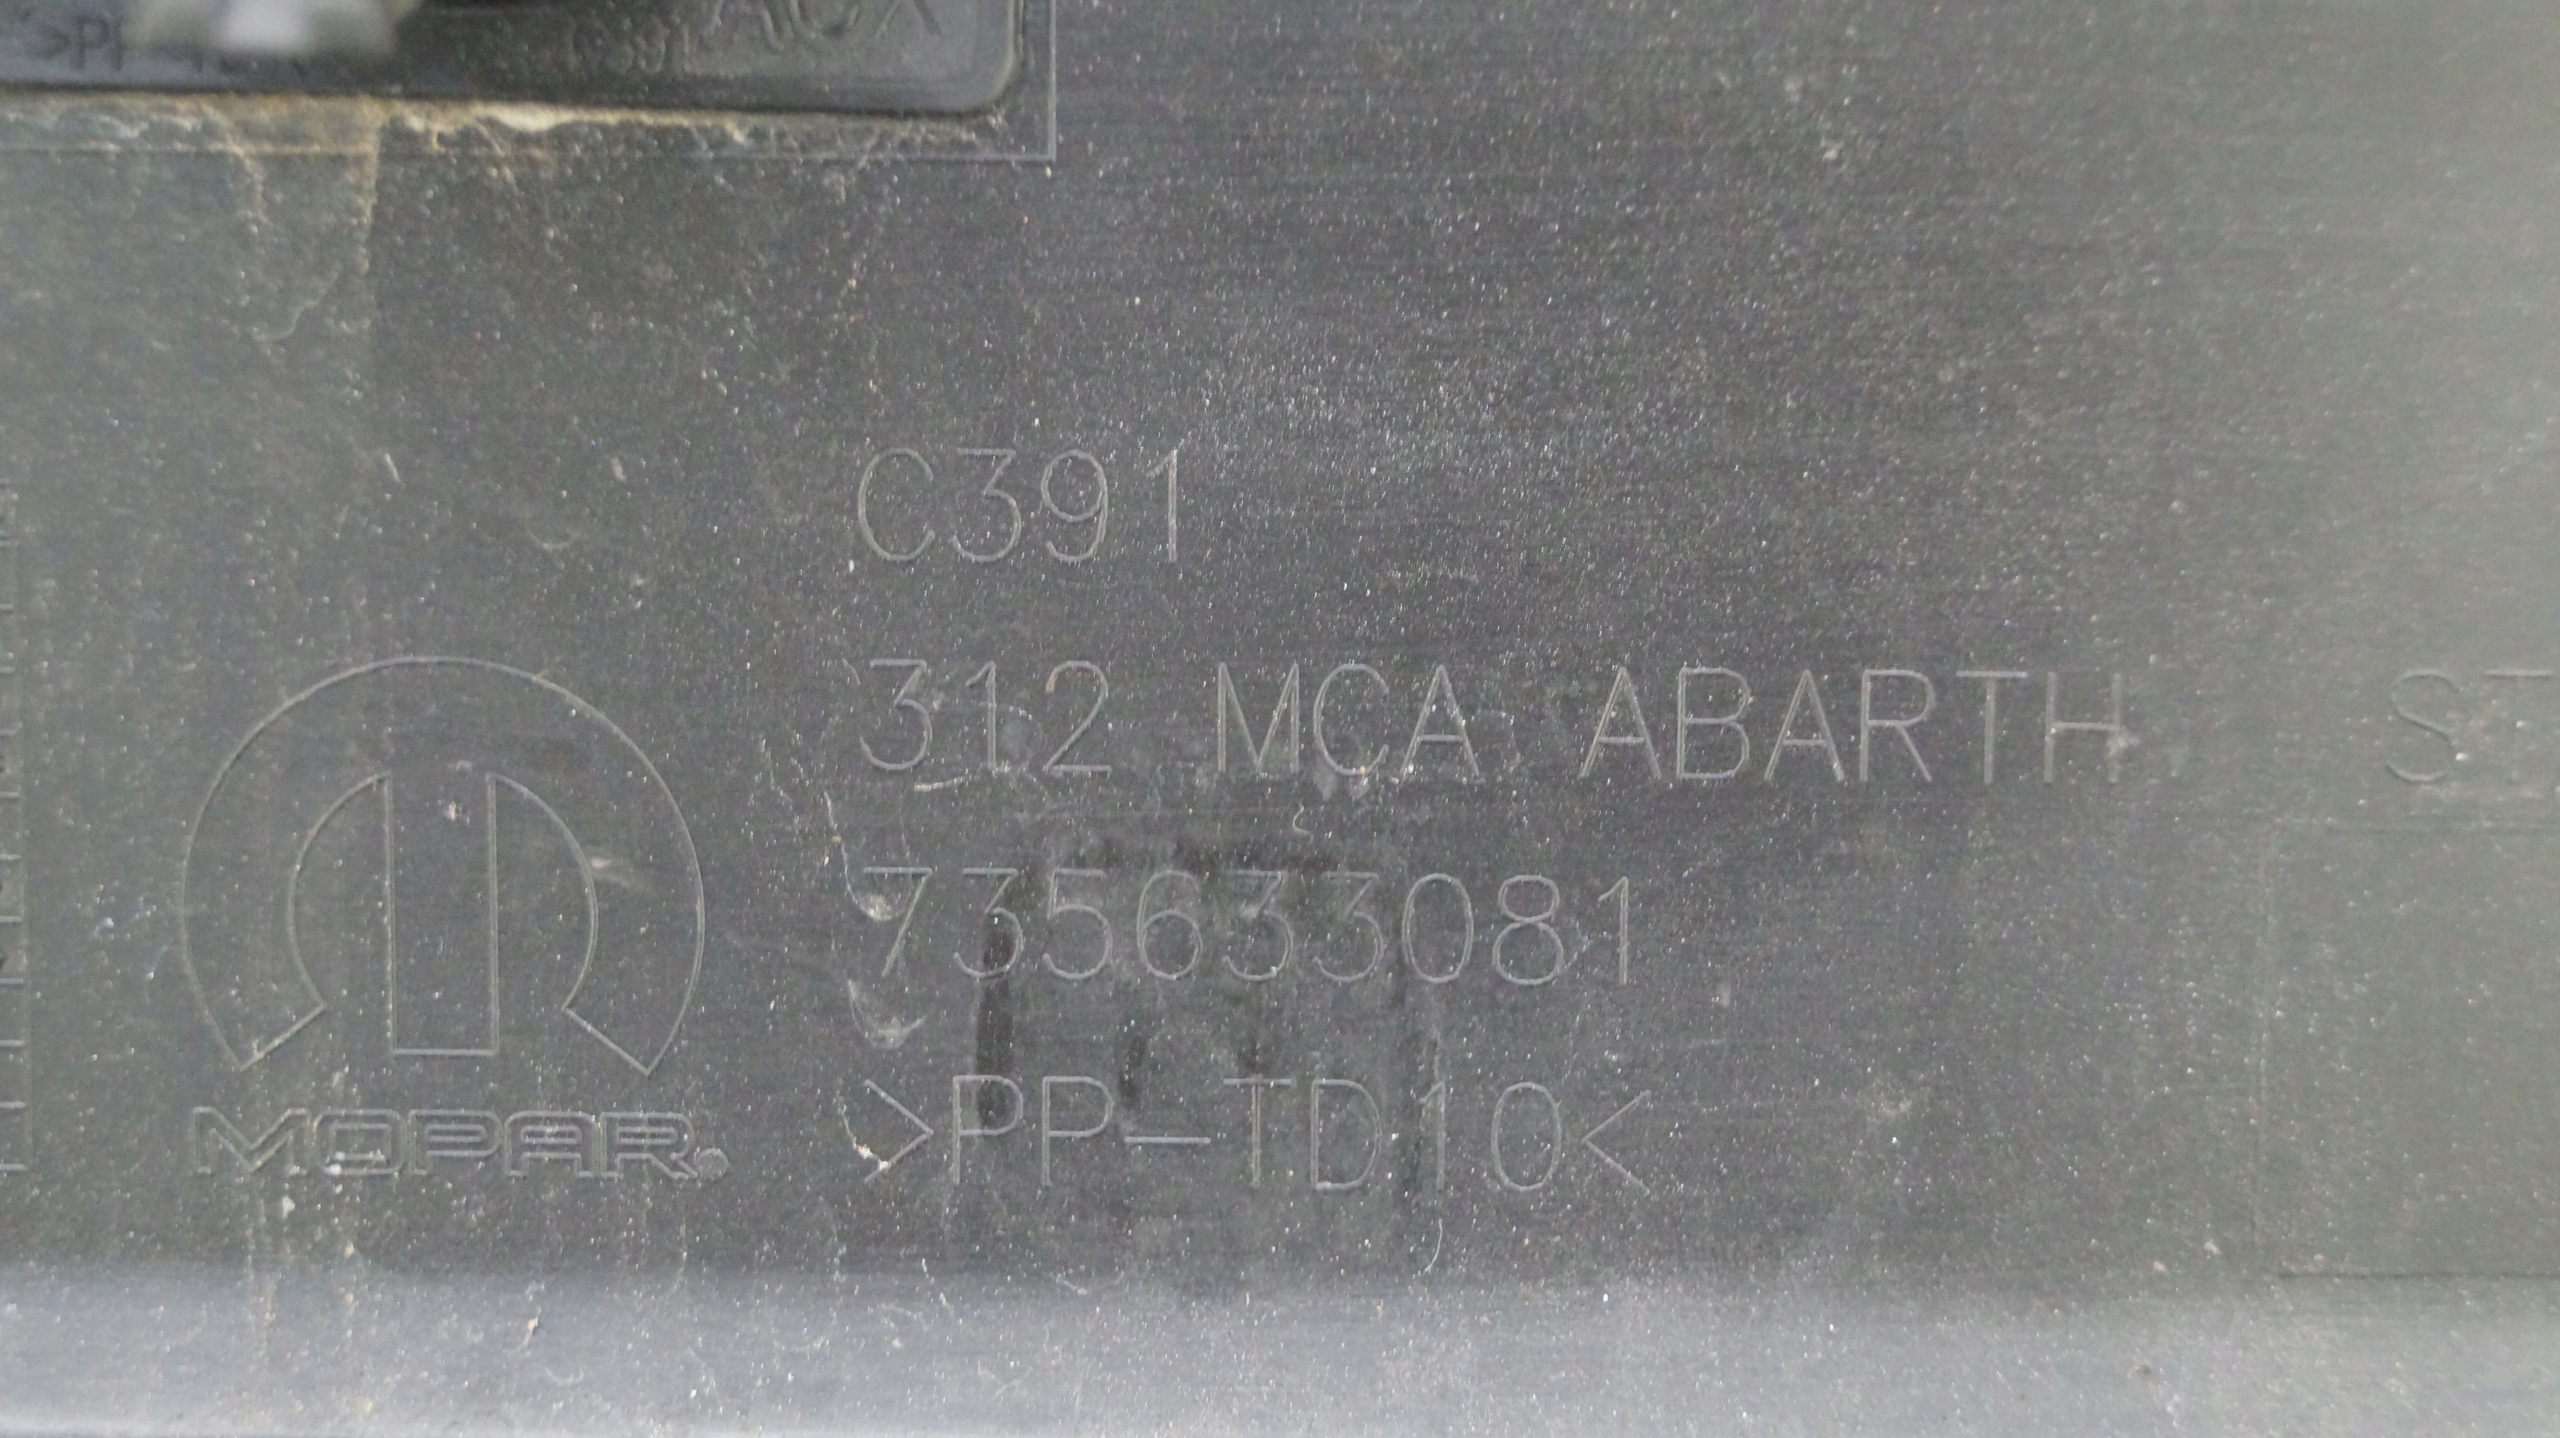 C391
312 MCA ABARTH
735633081
>PP-TD10<
MOPAR